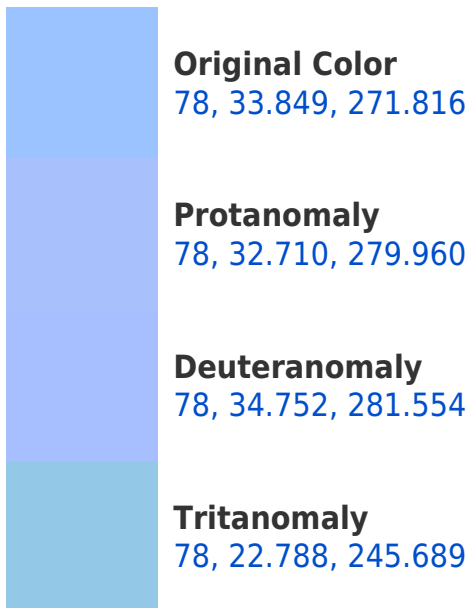 Original Color
78, 33.849, 271.816
Protanomaly
78, 32.710, 279.960
Deuteranomaly
78, 34.752, 281.554
Tritanomaly
78, 22.788, 245.689